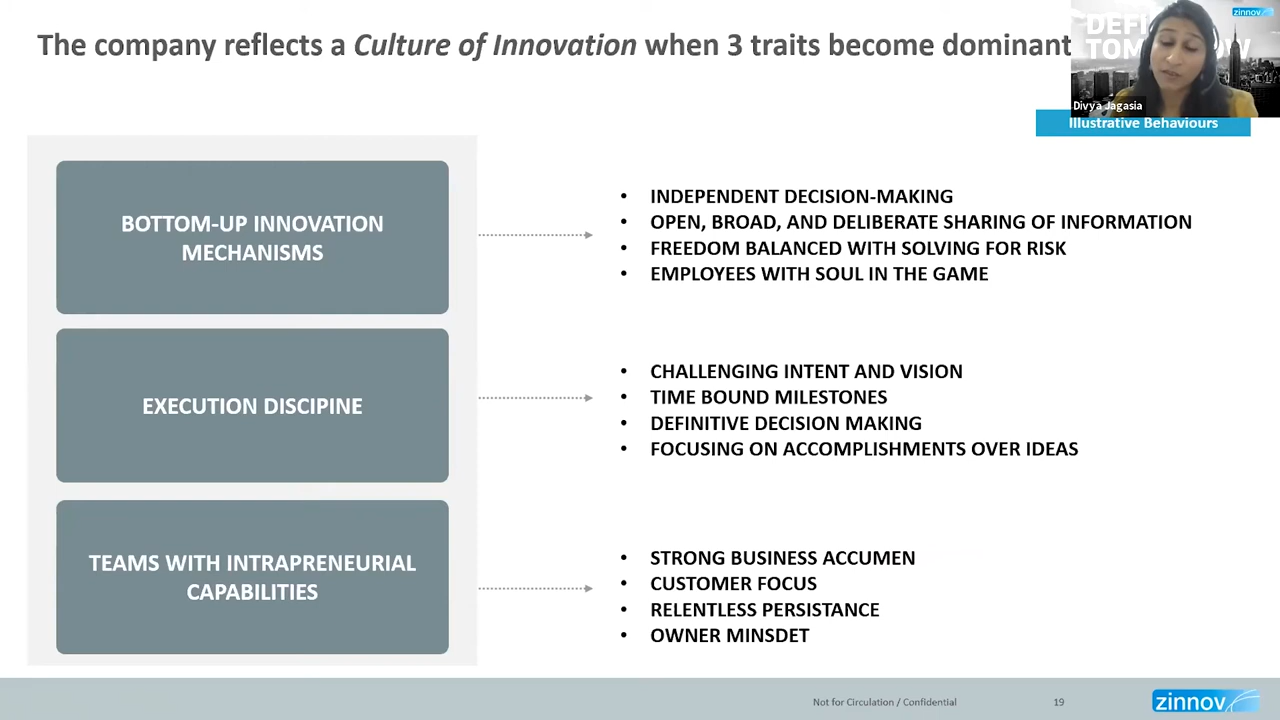 The company reflects a Culture of Innovation when 3 traits become dominant
zinnov
Divya Jagasia
Illustrative Behaviours
BOTTOM-UP INNOVATION
MECHANISMS
• INDEPENDENT DECISION-MAKING
• OPEN, BROAD, AND DELIBERATE SHARING OF INFORMATION
• FREEDOM BALANCED WITH SOLVING FOR RISK
• EMPLOYEES WITH SOUL IN THE GAME
EXECUTION DISCIPINE
• CHALLENGING INTENT AND VISION
• TIME BOUND MILESTONES
• DEFINITIVE DECISION MAKING
• FOCUSING ON ACCOMPLISHMENTS OVER IDEAS
TEAMS WITH INTRAPRENEURIAL
CAPABILITIES
• STRONG BUSINESS ACCUMEN
• CUSTOMER FOCUS
• RELENTLESS PERSISTANCE
• OWNER MINSDET
Not for Circulation / Confidential
19
zinnov